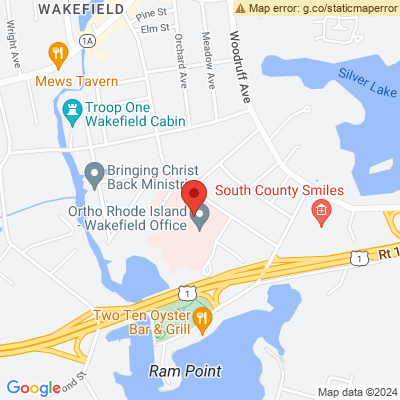 Map error: g.co/staticmaperror
WAKEFIELD
Pine St
Elm St
1A
Wright Ave
Orchard Ave
Meadow Ave
Woodruff Ave
Silver Lake
Mews Tavern
Troop One
Wakefield Cabin
Bringing Christ
Back Ministri
South County Smiles
Ortho Rhode Island
- Wakefield Office
1
Rt 1
1
Two Ten Oyster
Bar & Grill
Ram Point
ond St
Google
Map data ©2024